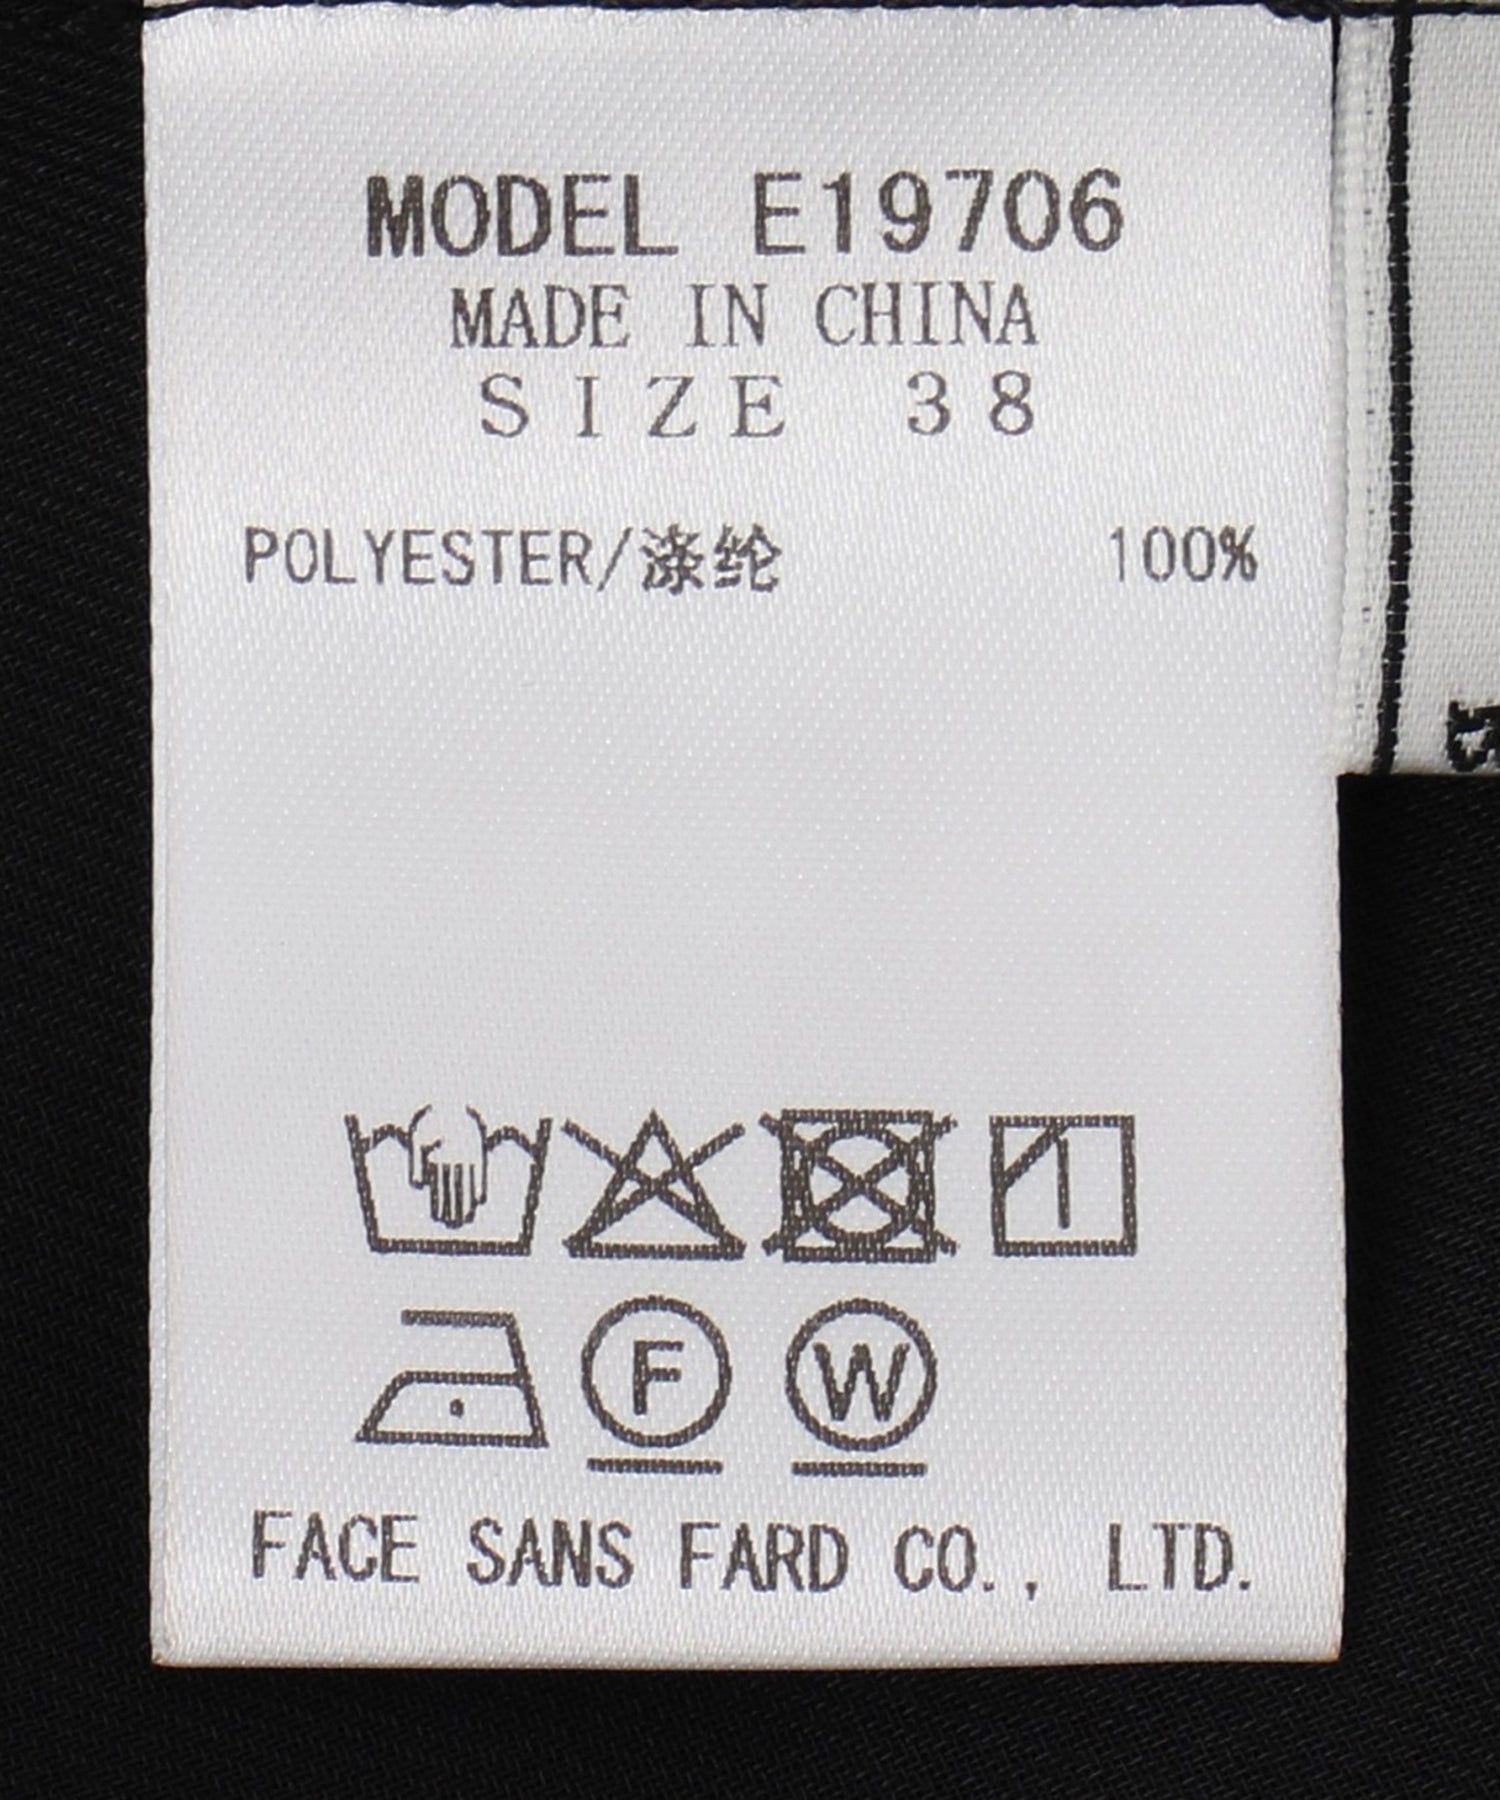 MODEL E19706
MADE IN CHINA
SIZE 38
POLYESTER/涤纶 100%
F W
FACE SANS FARD CO., LTD.